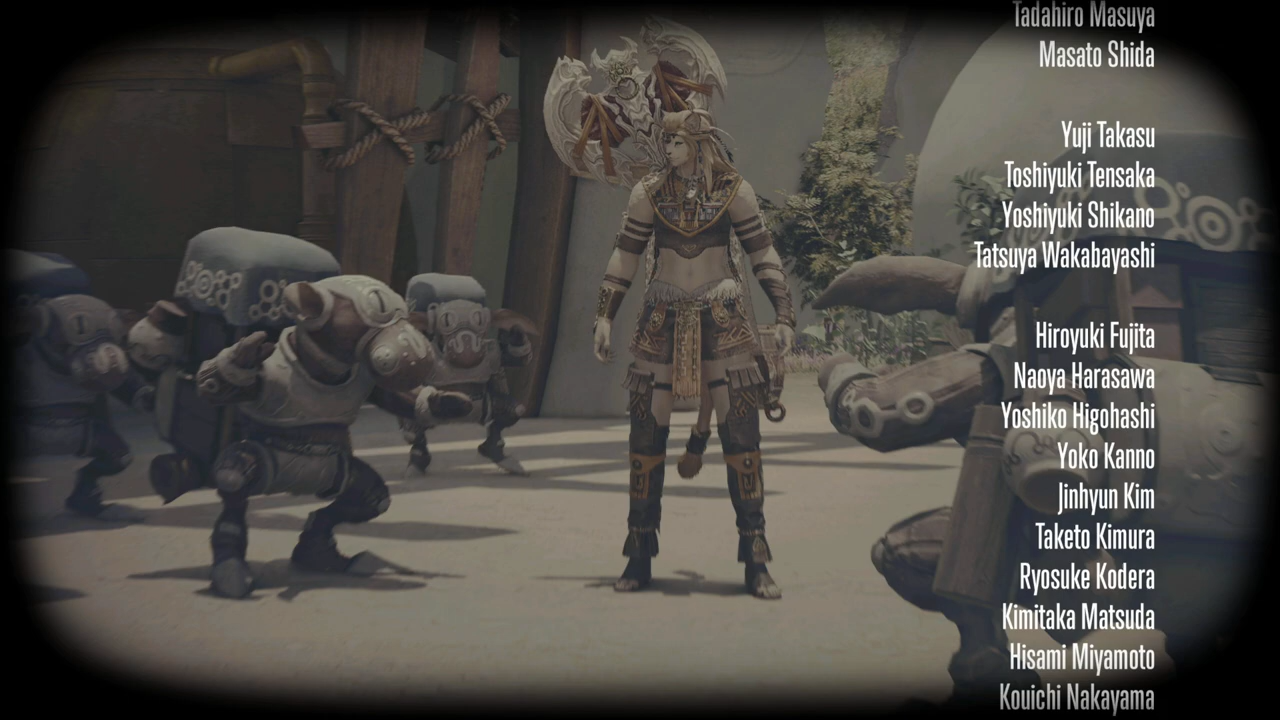 Tadahiro Masuya
Masato Shida
Yuji Takasu
Toshiyuki Tensaka
Yoshiyuki Shikano
Tatsuya Wakabayashi
Hiroyuki Fujita
Naoya Harasawa
Yoshiko Higohashi
Yoko Kanno
Jinhyun Kim
Taketo Kimura
Ryosuke Kodera
Kimitaka Matsuda
Hisami Miyamoto
Kouichi Nakayama